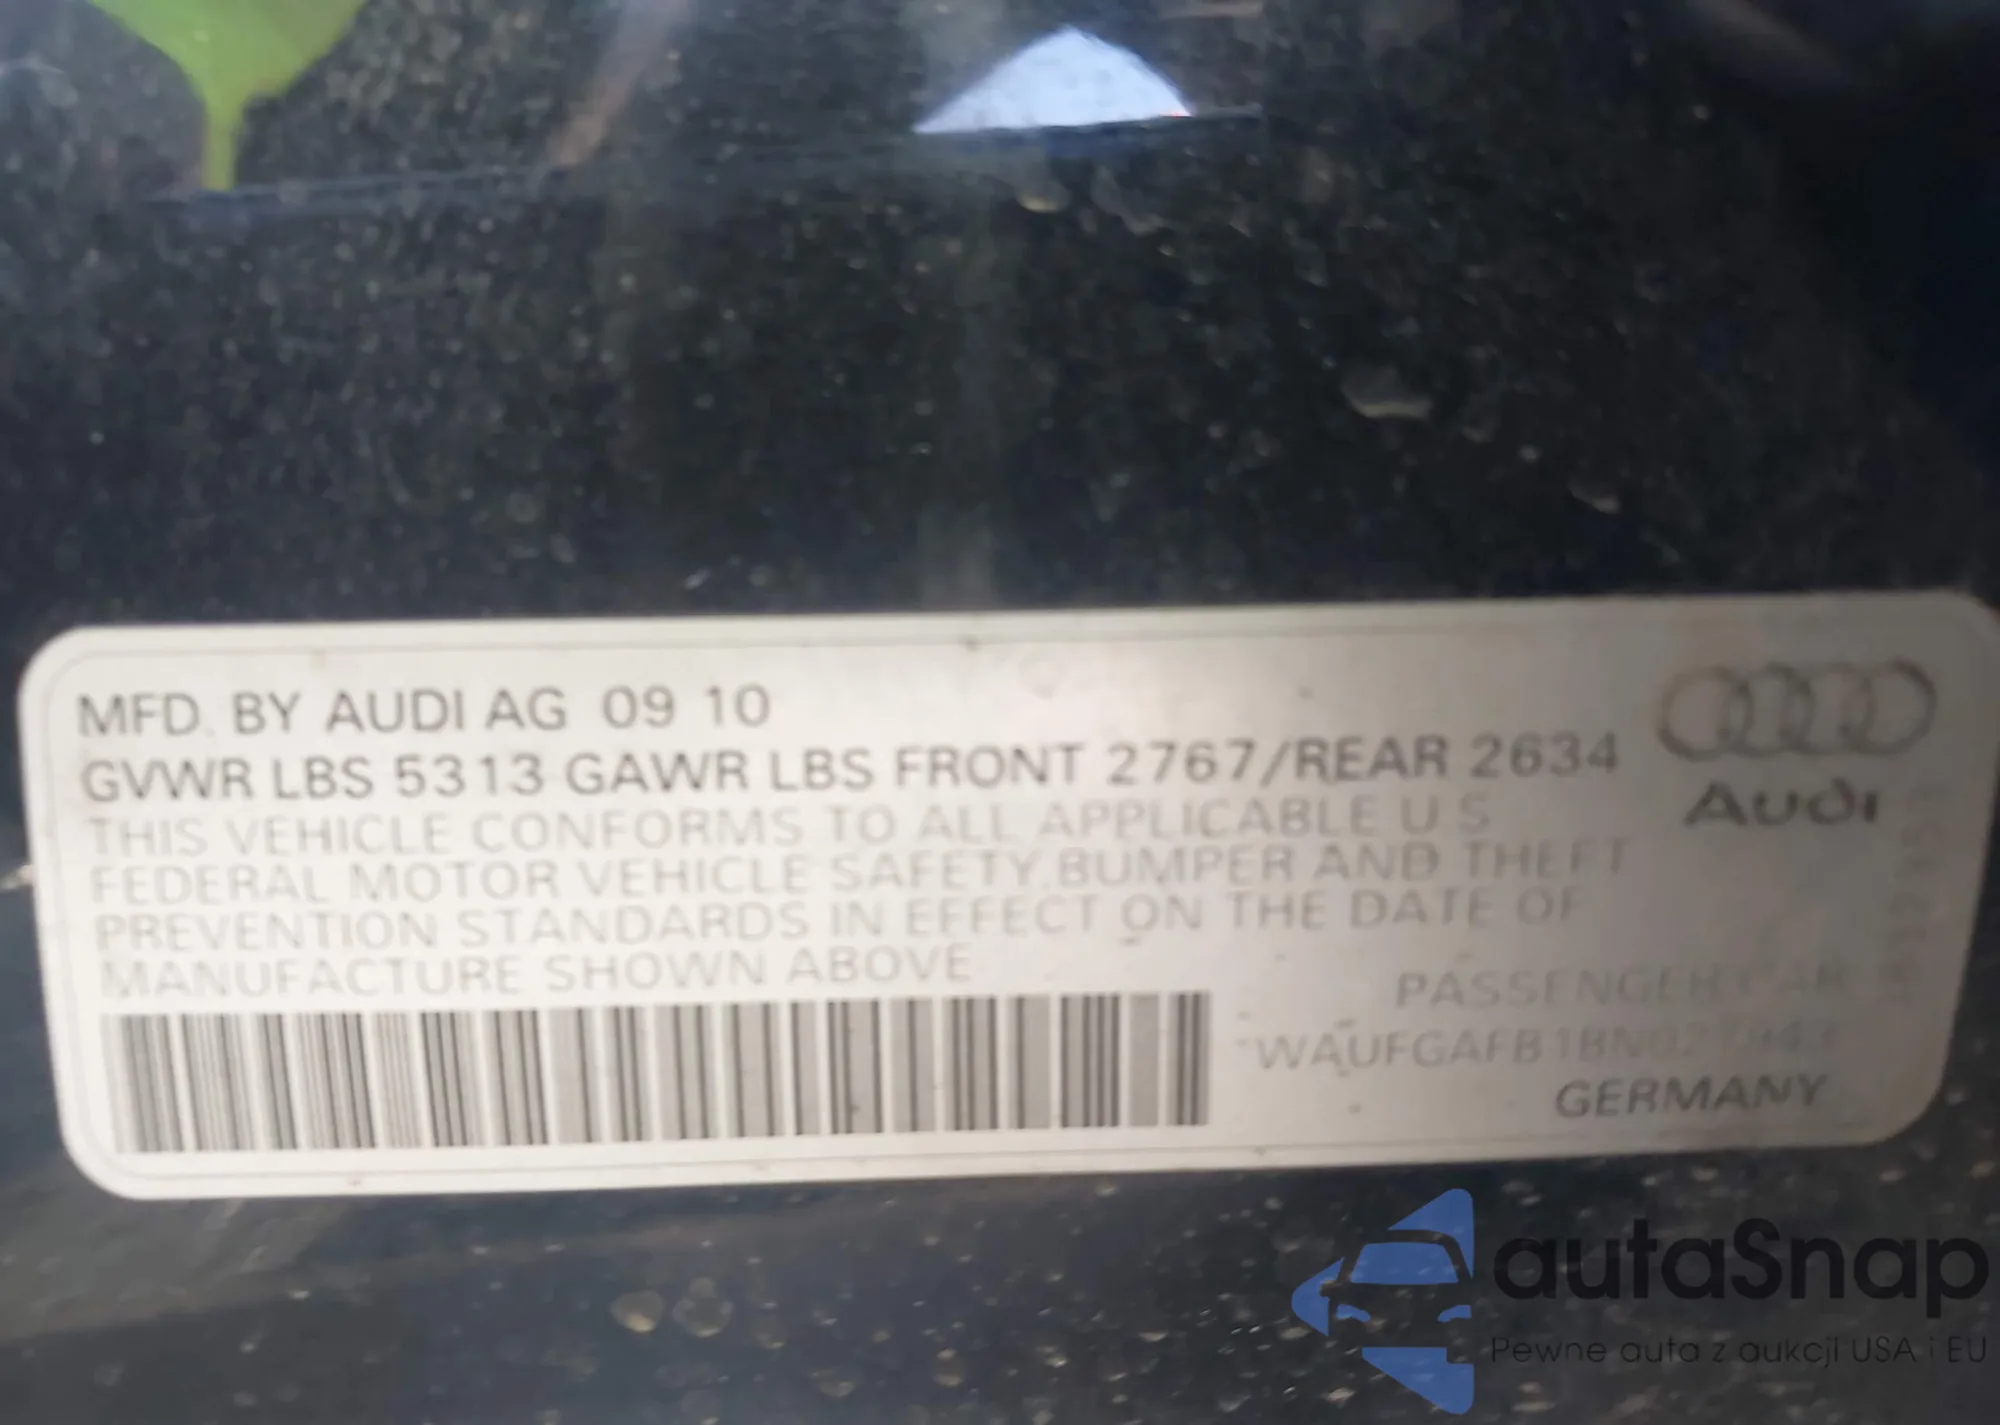 MFD. BY AUDI AG 09 10
GVWR LBS 5313 GAWR LBS FRONT 2767/REAR 2634
THIS VEHICLE CONFORMS TO ALL APPLICABLE U S
FEDERAL MOTOR VEHICLE SAFETY,BUMPER AND THEFT
PREVENTION STANDARDS IN EFFECT ON THE DATE OF
MANUFACTURE SHOWN ABOVE
Audi
PASSENGER CAR
GERMANY
autaSnap
Pewne auta z aukcji USA i EU